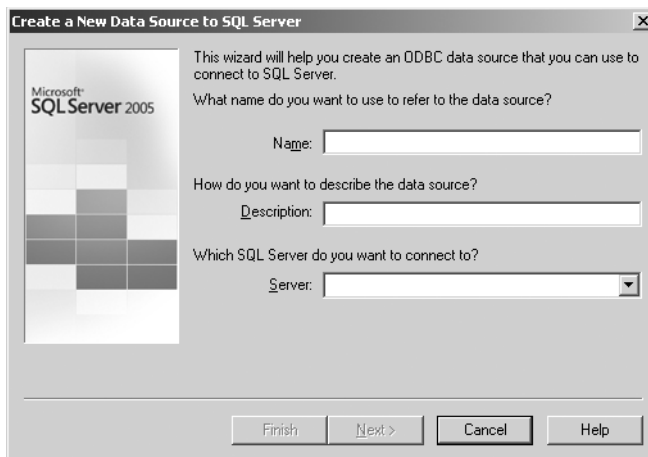 Create a New Data Source to SQL Server
Microsoft
SQL Server 2005
This wizard will help you create an ODBC data source that you can use to
connect to SQL Server.
What name do you want to use to refer to the data source?
Name:
How do you want to describe the data source?
Description:
Which SQL Server do you want to connect to?
Server:
Finish
Next >
Cancel
Help